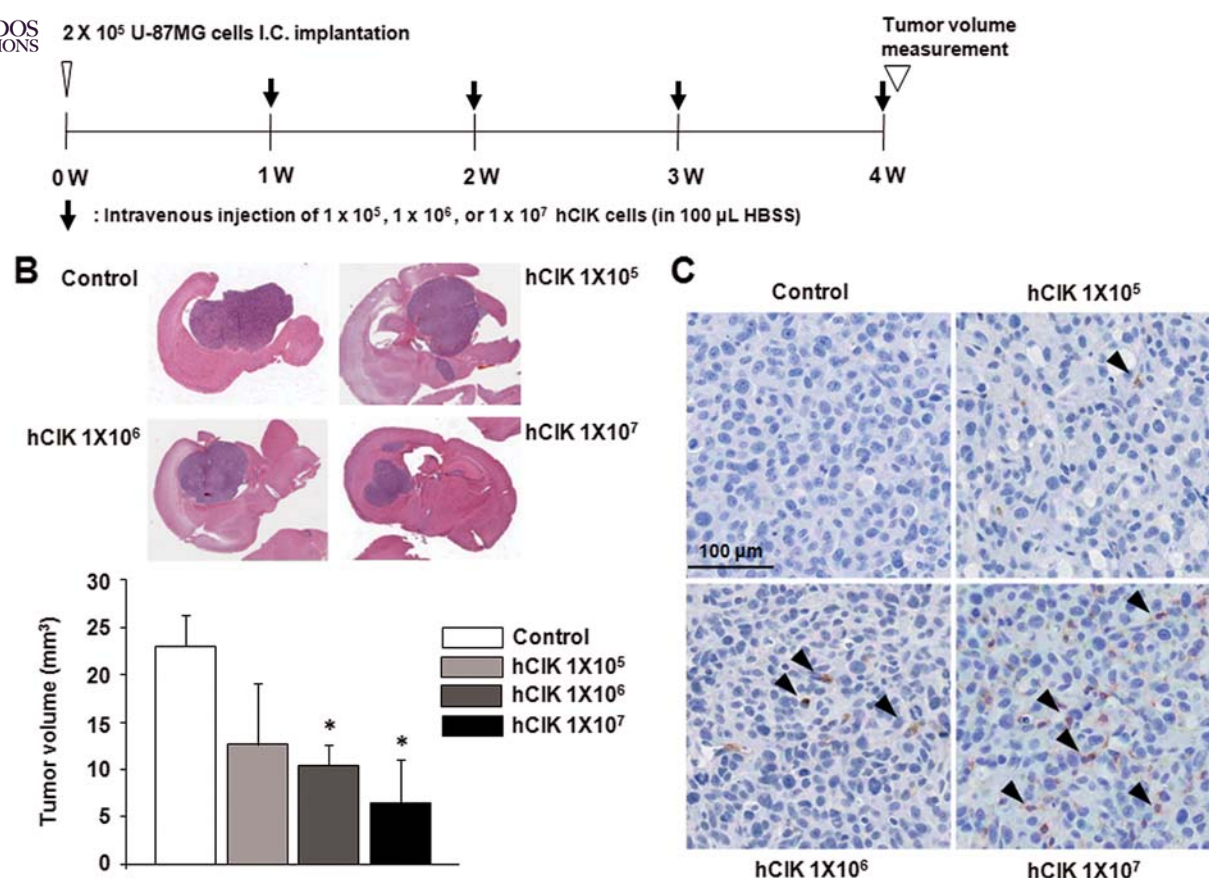 DOS
IONS
2 X 10⁵ U-87MG cells I.C. implantation
Tumor volume
measurement
0 W
1 W
2 W
3 W
4 W
: Intravenous injection of 1 x 10⁵, 1 x 10⁶, or 1 x 10⁷ hCIK cells (in 100 µL HBSS)
B
Control
hCIK 1X10⁵
hCIK 1X10⁶
hCIK 1X10⁷
Tumor volume (mm³)
30
25
20
15
10
5
0
*
*
Control
hCIK 1X10⁵
hCIK 1X10⁶
hCIK 1X10⁷
C
Control
hCIK 1X10⁵
100 µm
hCIK 1X10⁶
hCIK 1X10⁷